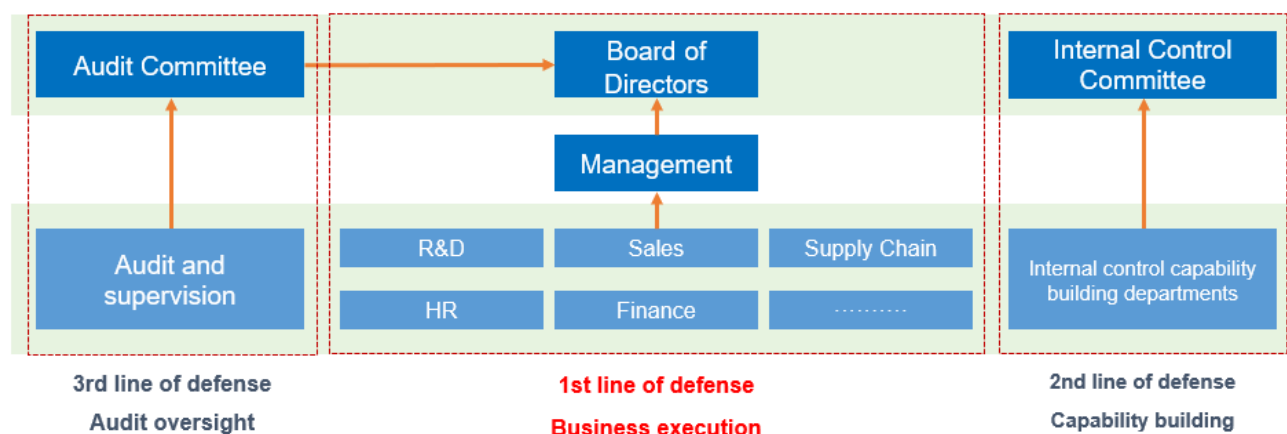 Audit Committee
Board of
Directors
Internal Control
Committee
Management
Audit and
supervision
R&D
Sales
Supply Chain
HR
Finance
··········
Internal control capability
building departments
3rd line of defense
Audit oversight
1st line of defense
Business execution
2nd line of defense
Capability building